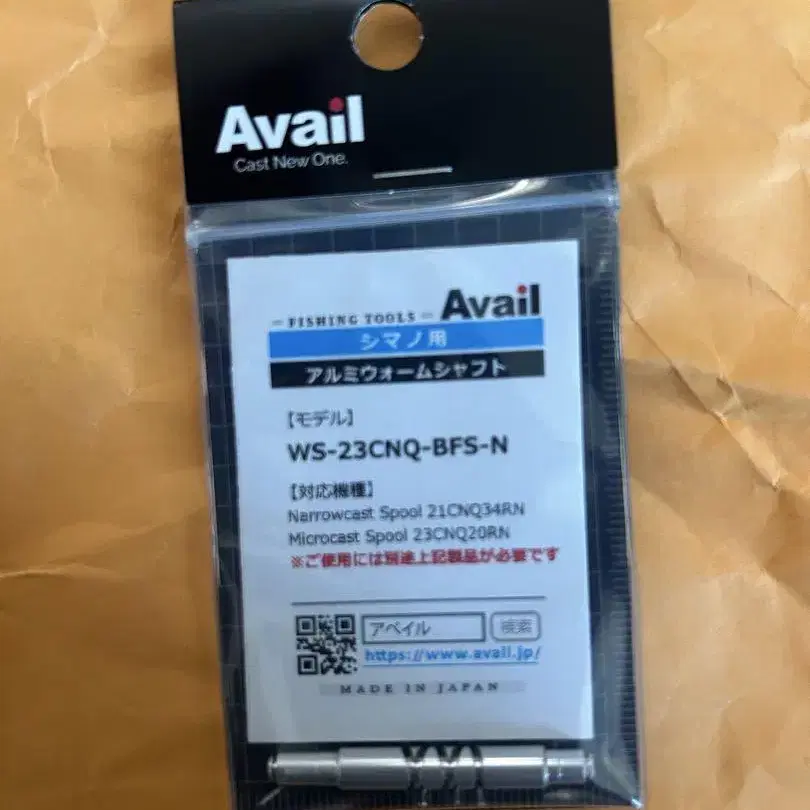 Avail
Cast New One.
FISHING TOOLS Avail
シマノ用
アルミウォームシャフト
【モデル】
WS-23CNQ-BFS-N
【対応機種】
Narrowcast Spool 21CNQ34RN
Microcast Spool 23CNQ20RN
※ご使用には別途上記製品が必要です
アベイル 検索
https://www.avail.jp/
MADE IN JAPAN